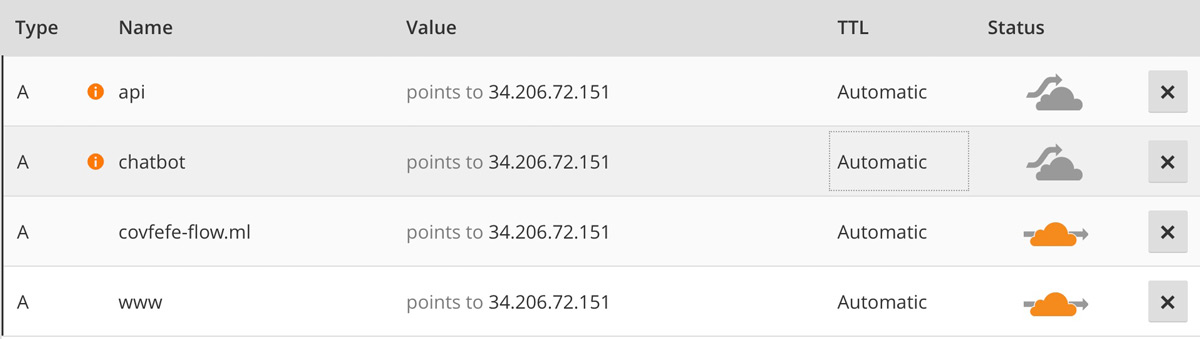 Type Name Value TTL Status
A api points to 34.206.72.151 Automatic
A chatbot points to 34.206.72.151 Automatic
A covfefe-flow.ml points to 34.206.72.151 Automatic
A www points to 34.206.72.151 Automatic